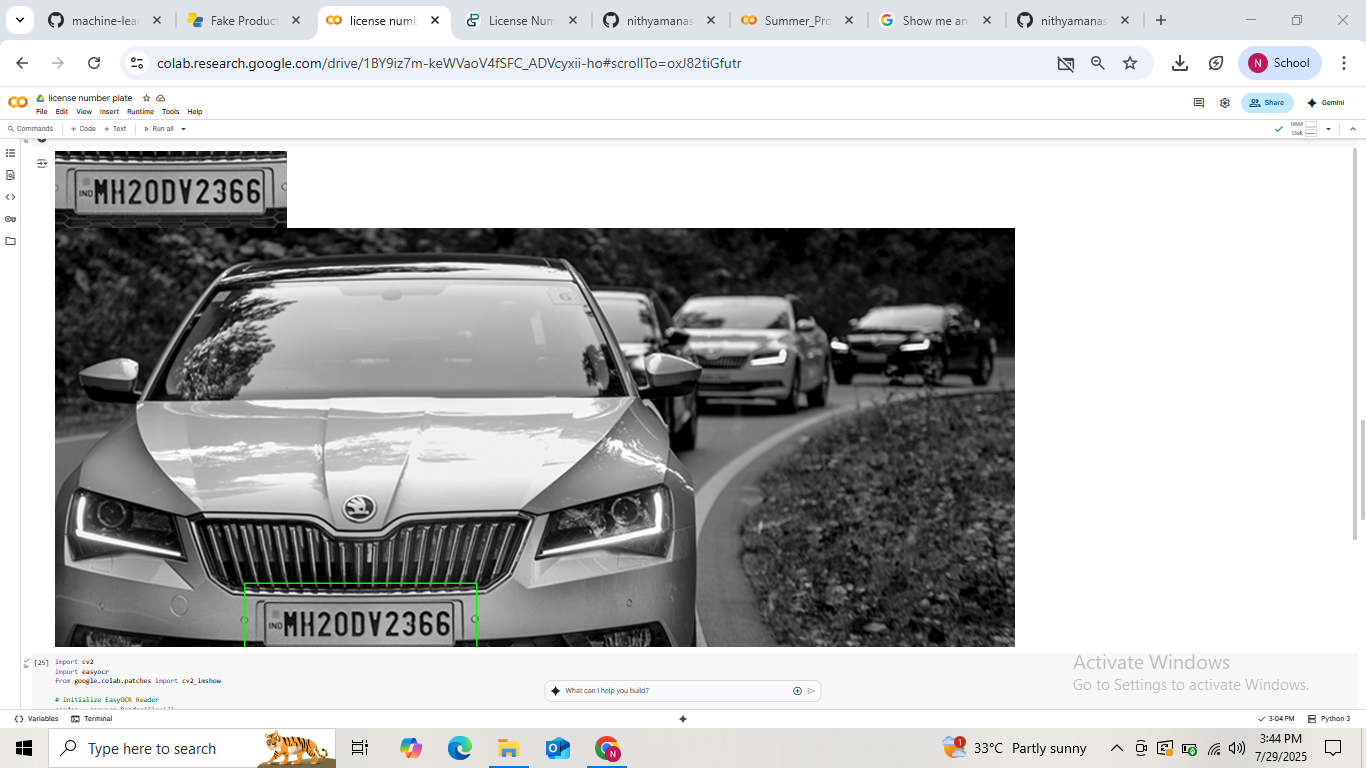 machine-lear
Fake Product
license numb
License Num
nithyamanas
Summer_Pro
Show me an
nithyamanas
colab.research.google.com/drive/1BY9iz7m-keWVaoV4fSFC_ADVcyxii-ho#scrollTo=oxJ82tiGfutr
N School
license number plate
File Edit View Insert Runtime Tools Help
Share
Gemini
Commands + Code + Text Run all
RAM
Disk
IND MH20DV2366
IND MH20DV2366
[25] import cv2
import easyocr
from google.colab.patches import cv2_imshow
# Initialize EasyOCR Reader
What can I help you build?
Activate Windows
Go to Settings to activate Windows.
Variables Terminal
3:04 PM Python 3
Type here to search
1 33°C Partly sunny
3:44 PM
7/29/2025